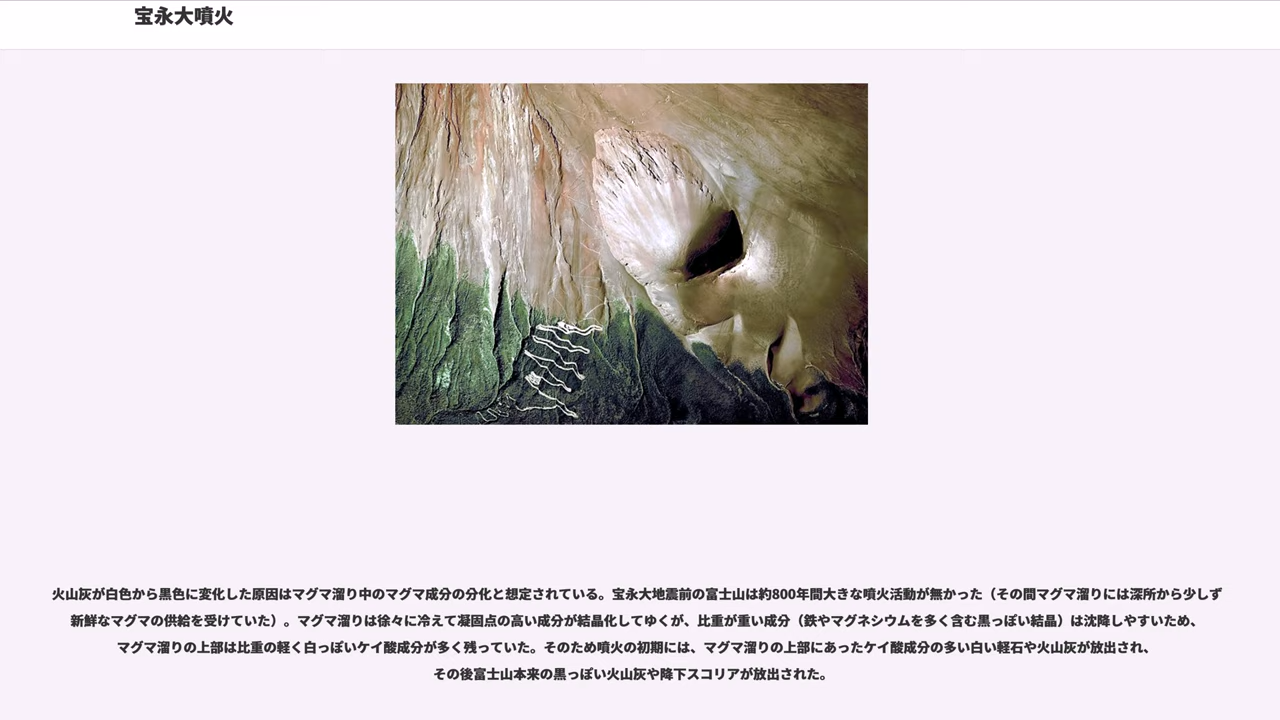 宝永大噴火
火山灰が白色から黒色に変化した原因はマグマ溜り中のマグマ成分の分化と想定されている。宝永大地震前の富士山は約800年間大きな噴火活動が無かった（その間マグマ溜りには深所から少しず
新鮮なマグマの供給を受けていた）。マグマ溜りは徐々に冷えて凝固点の高い成分が結晶化してゆくが、比重が重い成分（鉄やマグネシウムを多く含む黒っぽい結晶）は沈降しやすいため、
マグマ溜りの上部は比重の軽く白っぽいケイ酸成分が多く残っていた。そのため噴火の初期には、マグマ溜りの上部にあったケイ酸成分の多い白い軽石や火山灰が放出され、
その後富士山本来の黒っぽい火山灰や降下スコリアが放出された。